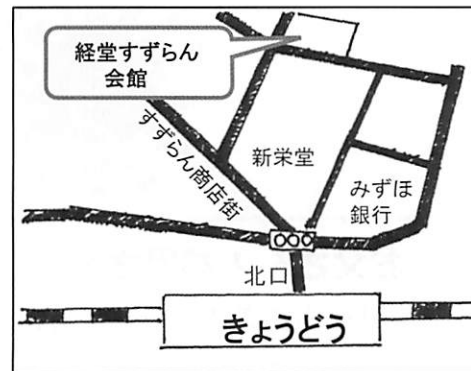 経堂すずらん
会館
すずらん商店街
新栄堂
みずほ
銀行
北口
きょうどう